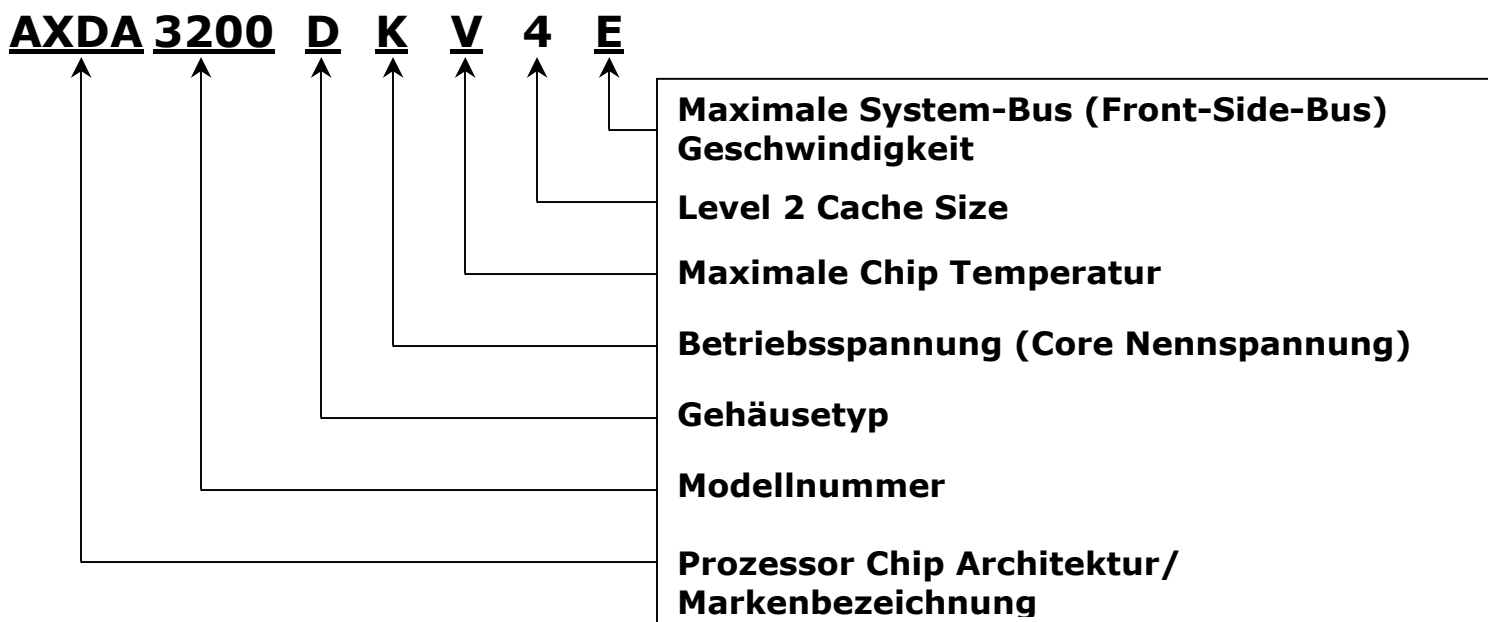 AXDA 3200 D K V 4 E
Maximale System-Bus (Front-Side-Bus)
Geschwindigkeit
Level 2 Cache Size
Maximale Chip Temperatur
Betriebsspannung (Core Nennspannung)
Gehäusetyp
Modellnummer
Prozessor Chip Architektur/
Markenbezeichnung